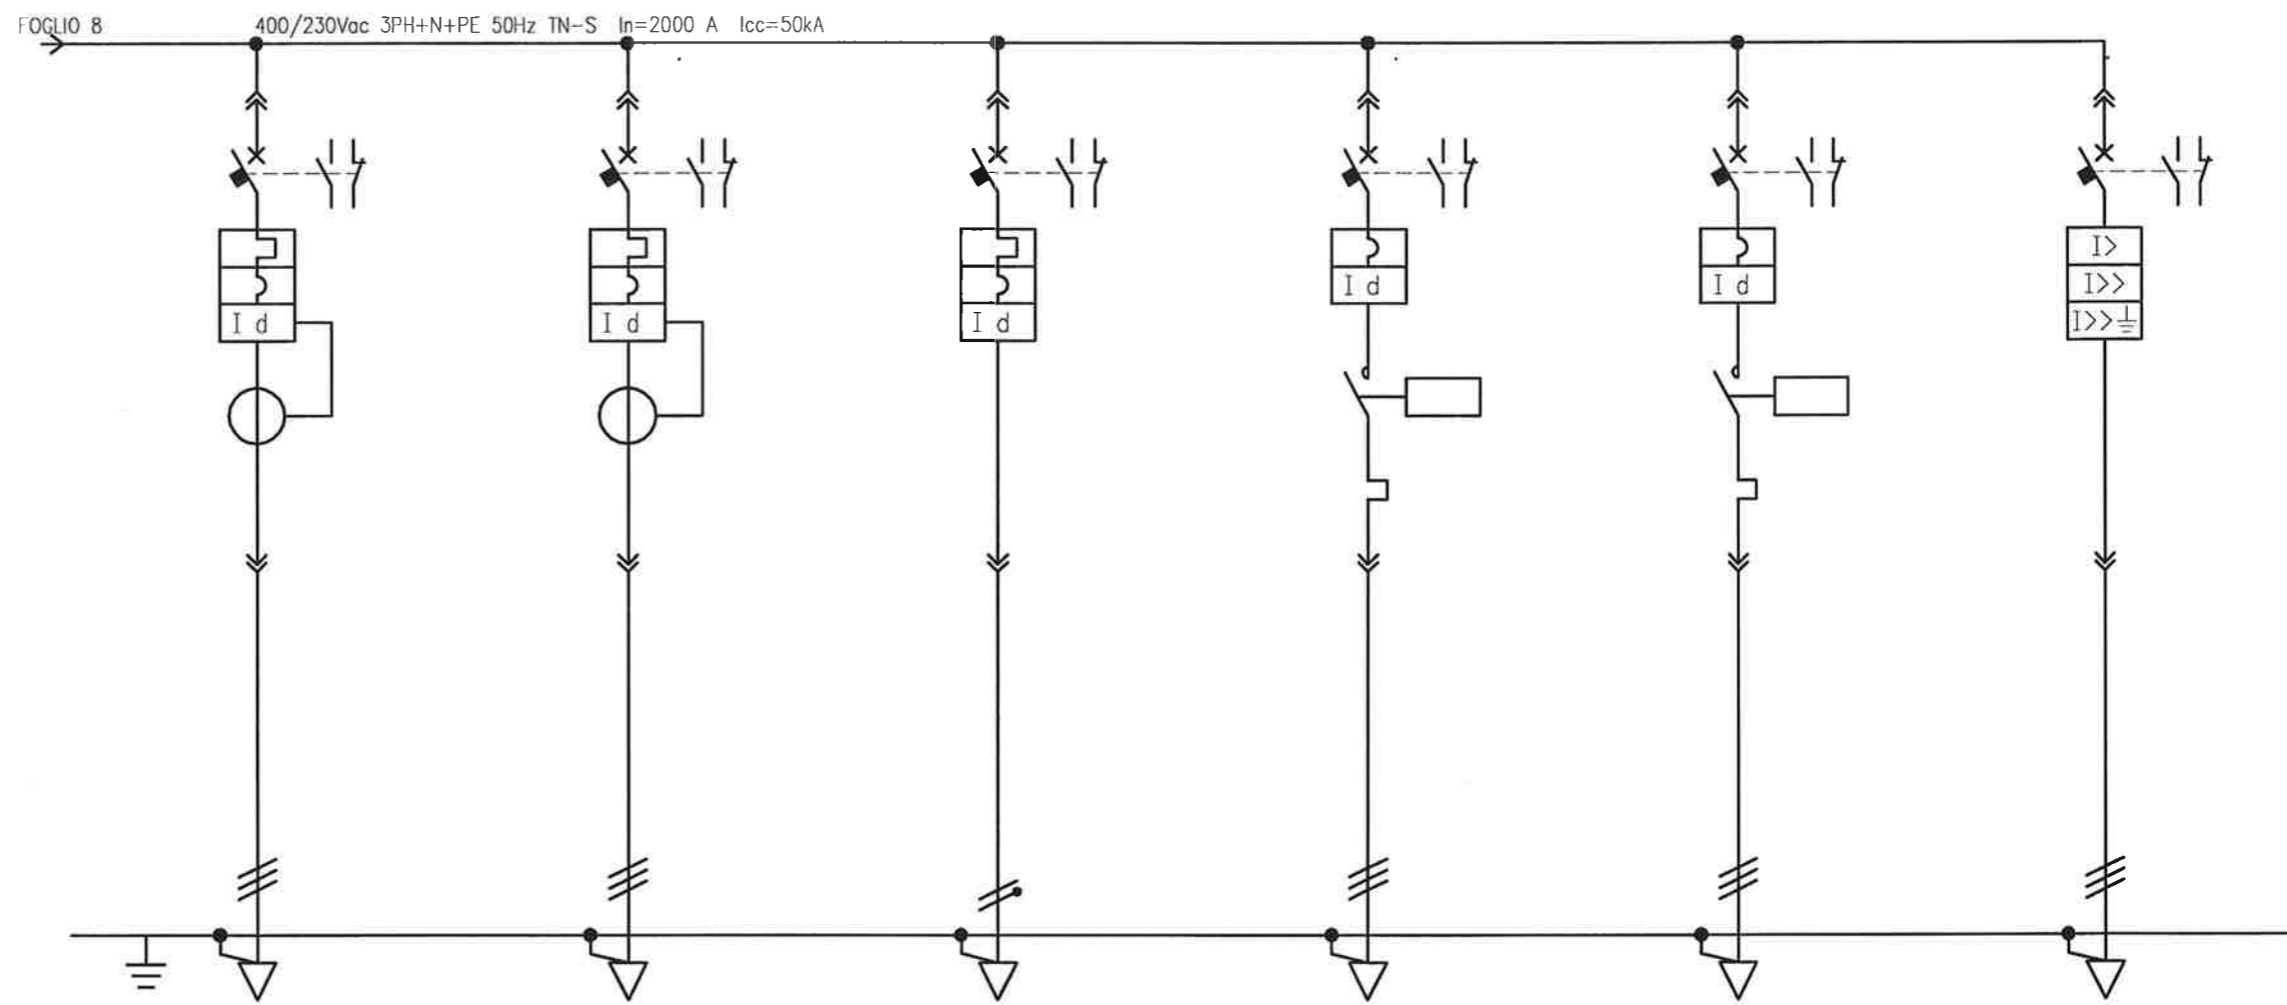 FOGLIO 8
400/230Vac 3PH+N+PE 50Hz TN-S In=2000 A Icc=50kA
I d
I d
I d
I d
I d
I>
I>>
I>>